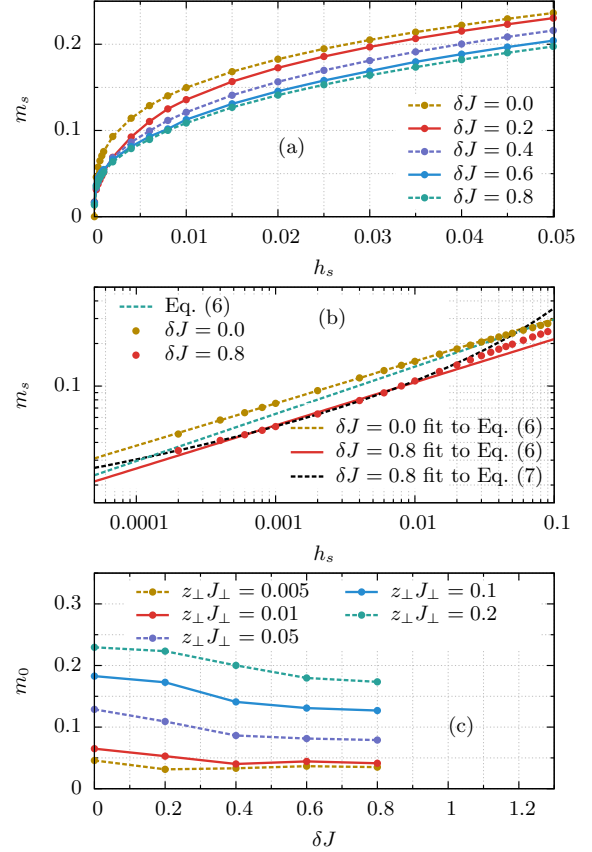 0.2
0.1
0
m_s
(a)
δJ = 0.0
δJ = 0.2
δJ = 0.4
δJ = 0.6
δJ = 0.8
0 0.01 0.02 0.03 0.04 0.05
h_s
Eq. (6)
δJ = 0.0
δJ = 0.8
(b)
0.1
m_s
δJ = 0.0 fit to Eq. (6)
δJ = 0.8 fit to Eq. (6)
δJ = 0.8 fit to Eq. (7)
0.0001 0.001 0.01 0.1
h_s
z⊥J⊥ = 0.005
z⊥J⊥ = 0.01
z⊥J⊥ = 0.05
z⊥J⊥ = 0.1
z⊥J⊥ = 0.2
0.3
0.2
0.1
0
m_0
(c)
0 0.2 0.4 0.6 0.8 1 1.2
δJ